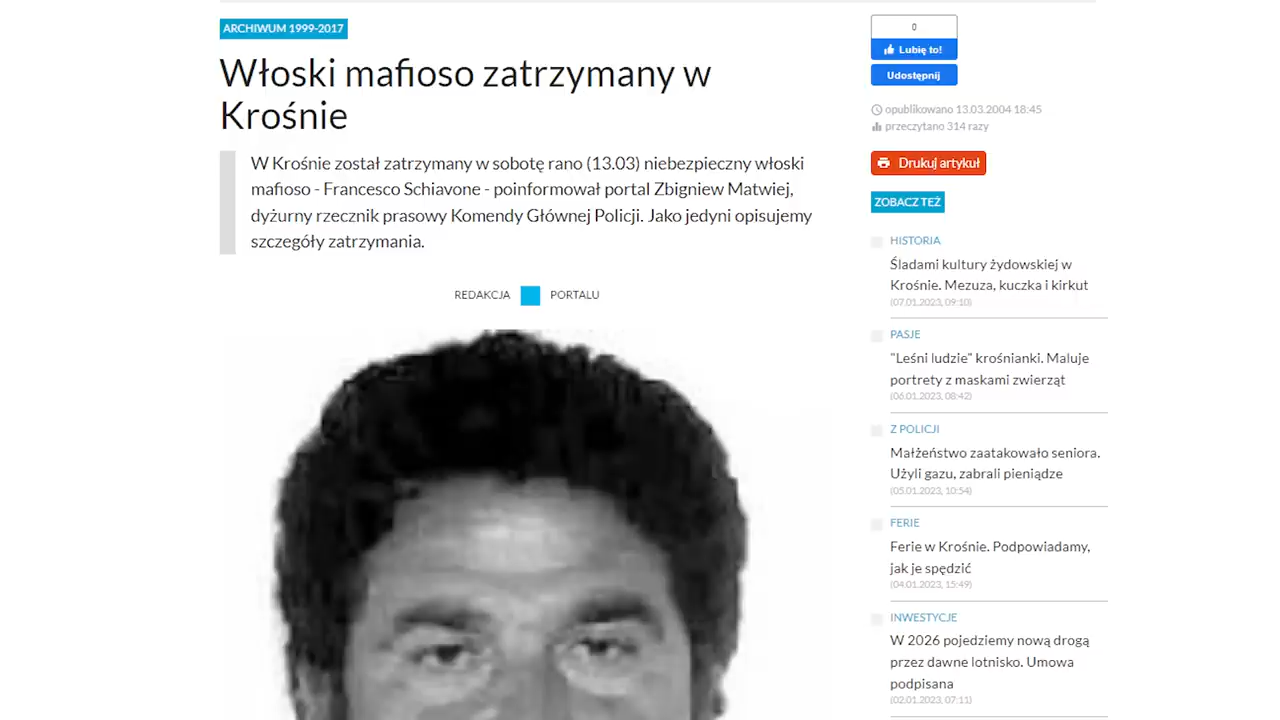 ARCHIWUM 1999-2017
Włoski mafioso zatrzymany w
Krośnie
W Krośnie został zatrzymany w sobotę rano (13.03) niebezpieczny włoski
mafioso - Francesco Schiavone - poinformował portal Zbigniew Matwiej,
dyżurny rzecznik prasowy Komendy Głównej Policji. Jako jedyni opisujemy
szczegóły zatrzymania.
REDAKCJA PORTALU
0
Lubię to!
Udostępnij
opublikowano 13.03.2004 18:45
przeczytano 314 razy
Drukuj artykuł
ZOBACZ TEŻ
HISTORIA
Śladami kultury żydowskiej w
Krośnie. Mezuza, kuczka i kirkut
(07.01.2023, 09:10)
PASJE
"Leśni ludzie" krośnianki. Maluje
portrety z maskami zwierząt
(06.01.2023, 08:42)
Z POLICJI
Małżeństwo zaatakowało seniora.
Użyli gazu, zabrali pieniądze
(05.01.2023, 10:54)
FERIE
Ferie w Krośnie. Podpowiadamy,
jak je spędzić
(04.01.2023, 15:49)
INWESTYCJE
W 2026 pojedziemy nową drogą
przez dawne lotnisko. Umowa
podpisana
(02.01.2023, 07:11)